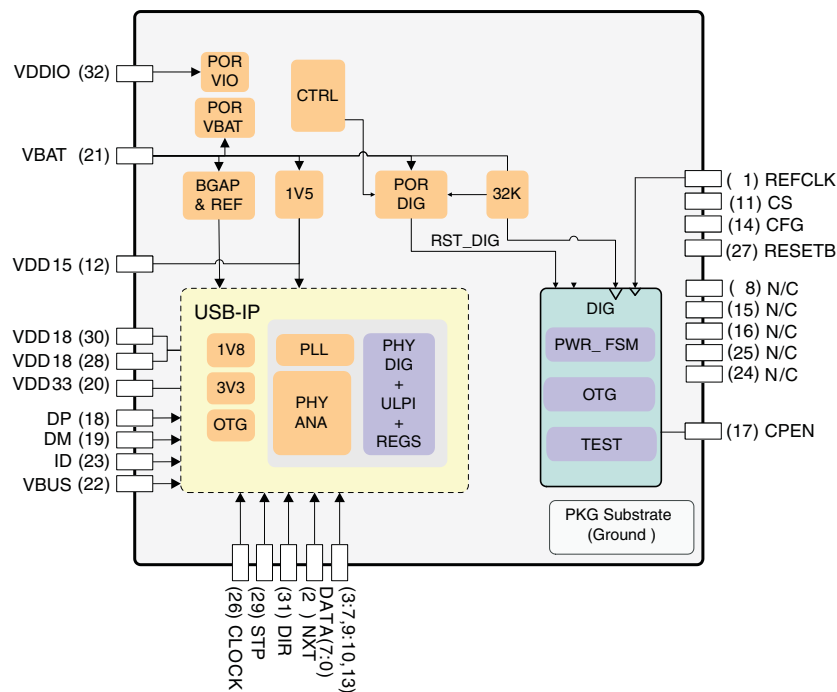 VDDIO (32)
POR
VIO
CTRL
POR
VBAT
VBAT (21)
BGAP
& REF
1V5
POR
DIG
32K
( 1) REFCLK
(11) CS
(14) CFG
(27) RESETB
RST_DIG
VDD15 (12)
( 8) N/C
(15) N/C
(16) N/C
(25) N/C
(24) N/C
USB-IP
DIG
VDD18 (30)
VDD18 (28)
VDD33 (20)
1V8
3V3
OTG
PLL
PHY
ANA
PHY
DIG
+
ULPI
+
REGS
PWR_ FSM
OTG
TEST
DP (18)
DM (19)
ID (23)
VBUS (22)
(17) CPEN
PKG Substrate
(Ground )
(26) CLOCK
(29) STP
(31) DIR
(2 ) NXT
DATA(7:0)
(3:7,9:10,13)